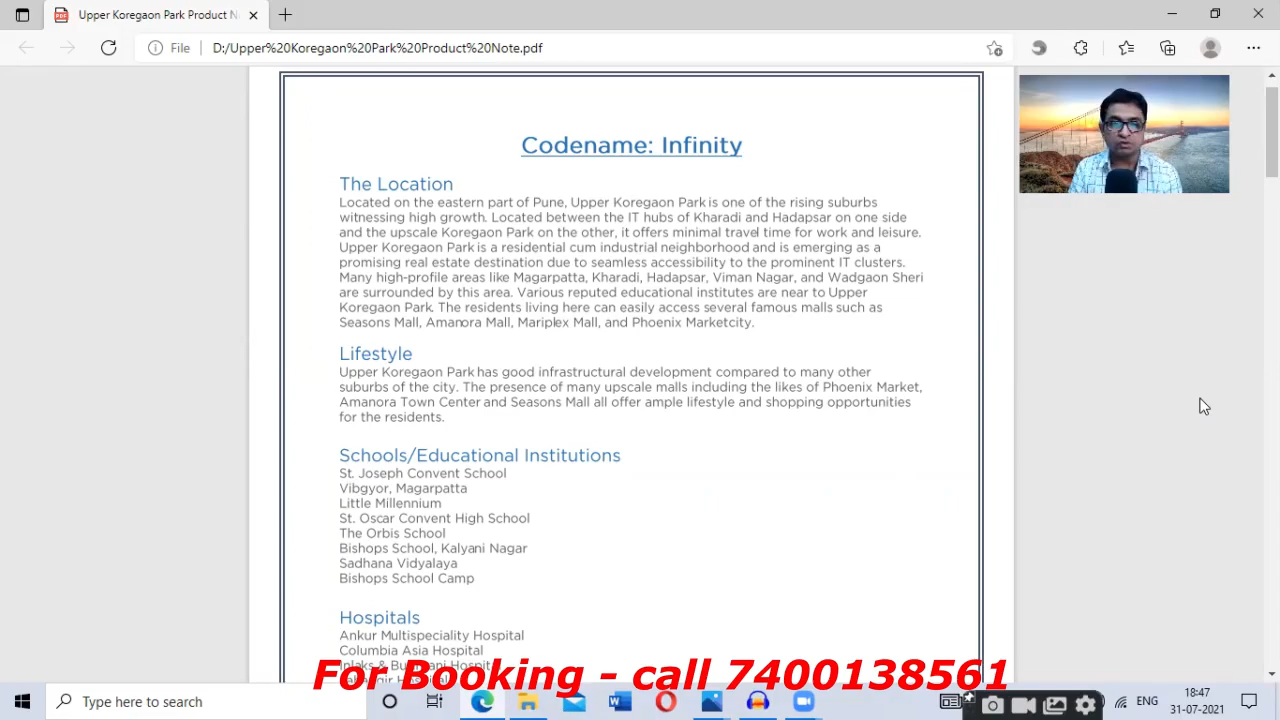 Upper Koregaon Park Product N
File
D:/Upper%20Koregaon%20Park%20Product%20Note.pdf
Codename: Infinity
The Location
Located on the eastern part of Pune, Upper Koregaon Park is one of the rising suburbs
witnessing high growth. Located between the IT hubs of Kharadi and Hadapsar on one side
and the upscale Koregaon Park on the other, it offers minimal travel time for work and leisure.
Upper Koregaon Park is a residential cum industrial neighborhood and is emerging as a
promising real estate destination due to seamless accessibility to the prominent IT clusters.
Many high-profile areas like Magarpatta, Kharadi, Hadapsar, Viman Nagar, and Wadgaon Sheri
are surrounded by this area. Various reputed educational institutes are near to Upper
Koregaon Park. The residents living here can easily access several famous malls such as
Seasons Mall, Amanora Mall, Mariplex Mall, and Phoenix Marketcity.
Lifestyle
Upper Koregaon Park has good infrastructural development compared to many other
suburbs of the city. The presence of many upscale malls including the likes of Phoenix Market,
Amanora Town Center and Seasons Mall all offer ample lifestyle and shopping opportunities
for the residents.
Schools/Educational Institutions
St. Joseph Convent School
Vibgyor, Magarpatta
Little Millennium
St. Oscar Convent High School
The Orbis School
Bishops School, Kalyani Nagar
Sadhana Vidyalaya
Bishops School Camp
Hospitals
Ankur Multispeciality Hospital
Columbia Asia Hospital
For Booking - call 7400138561
Type here to search
ENG
18:47
31-07-2021